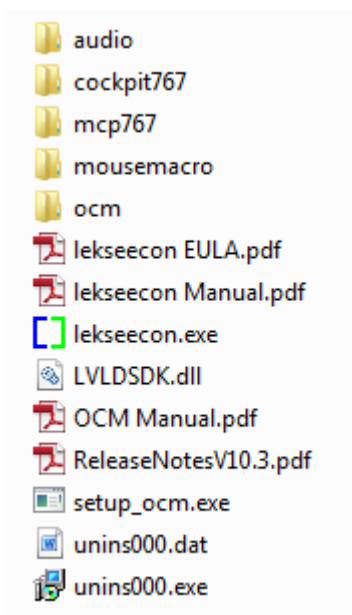 audio
cockpit767
mcp767
mousemacro
ocm
lekseecon EULA.pdf
lekseecon Manual.pdf
lekseecon.exe
LVLDSDK.dll
OCM Manual.pdf
ReleaseNotesV10.3.pdf
setup_ocm.exe
unins000.dat
unins000.exe